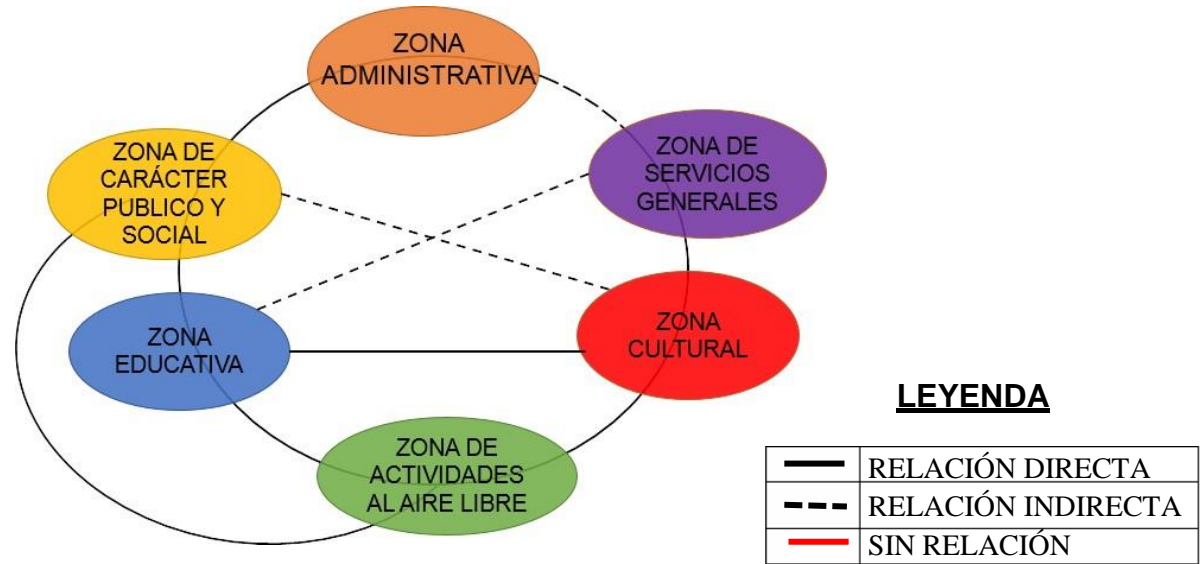 ZONA
ADMINISTRATIVA
ZONA DE
CARÁCTER
PUBLICO Y
SOCIAL
ZONA DE
SERVICIOS
GENERALES
ZONA
EDUCATIVA
ZONA
CULTURAL
ZONA DE
ACTIVIDADES
AL AIRE LIBRE
LEYENDA
RELACIÓN DIRECTA
RELACIÓN INDIRECTA
SIN RELACIÓN